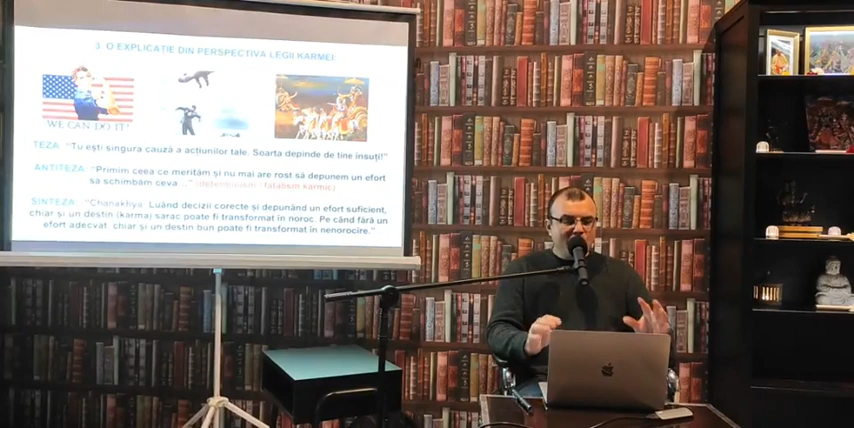 3. O EXPLICAȚIE DIN PERSPECTIVA LEGII KARMEI
WE CAN DO IT!
TEZA: "Tu ești singura cauză a acțiunilor tale. Soarta depinde de tine însuți!"
ANTITEZA: "Primim ceea ce merităm și nu mai are rost să depunem un efort
să schimbăm ceva ..." (determinism / fatalism karmic)
SINTEZA: "Chanakhya: Luând decizii corecte și depunând un efort suficient,
chiar și un destin (karma) sarac poate fi transformat în noroc. Pe când fără un
efort adecvat, chiar și un destin bun poate fi transformat în nenorocire."